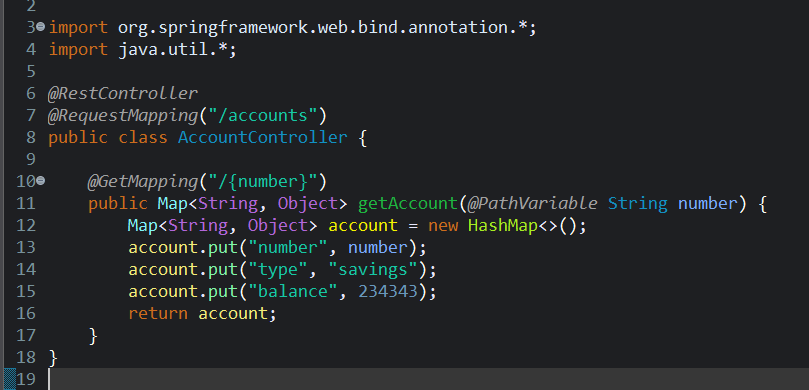 2
3 import org.springframework.web.bind.annotation.*;
4 import java.util.*;
5
6 @RestController
7 @RequestMapping("/accounts")
8 public class AccountController {
9
10     @GetMapping("/{number}")
11     public Map<String, Object> getAccount(@PathVariable String number) {
12         Map<String, Object> account = new HashMap<>();
13         account.put("number", number);
14         account.put("type", "savings");
15         account.put("balance", 234343);
16         return account;
17     }
18 }
19